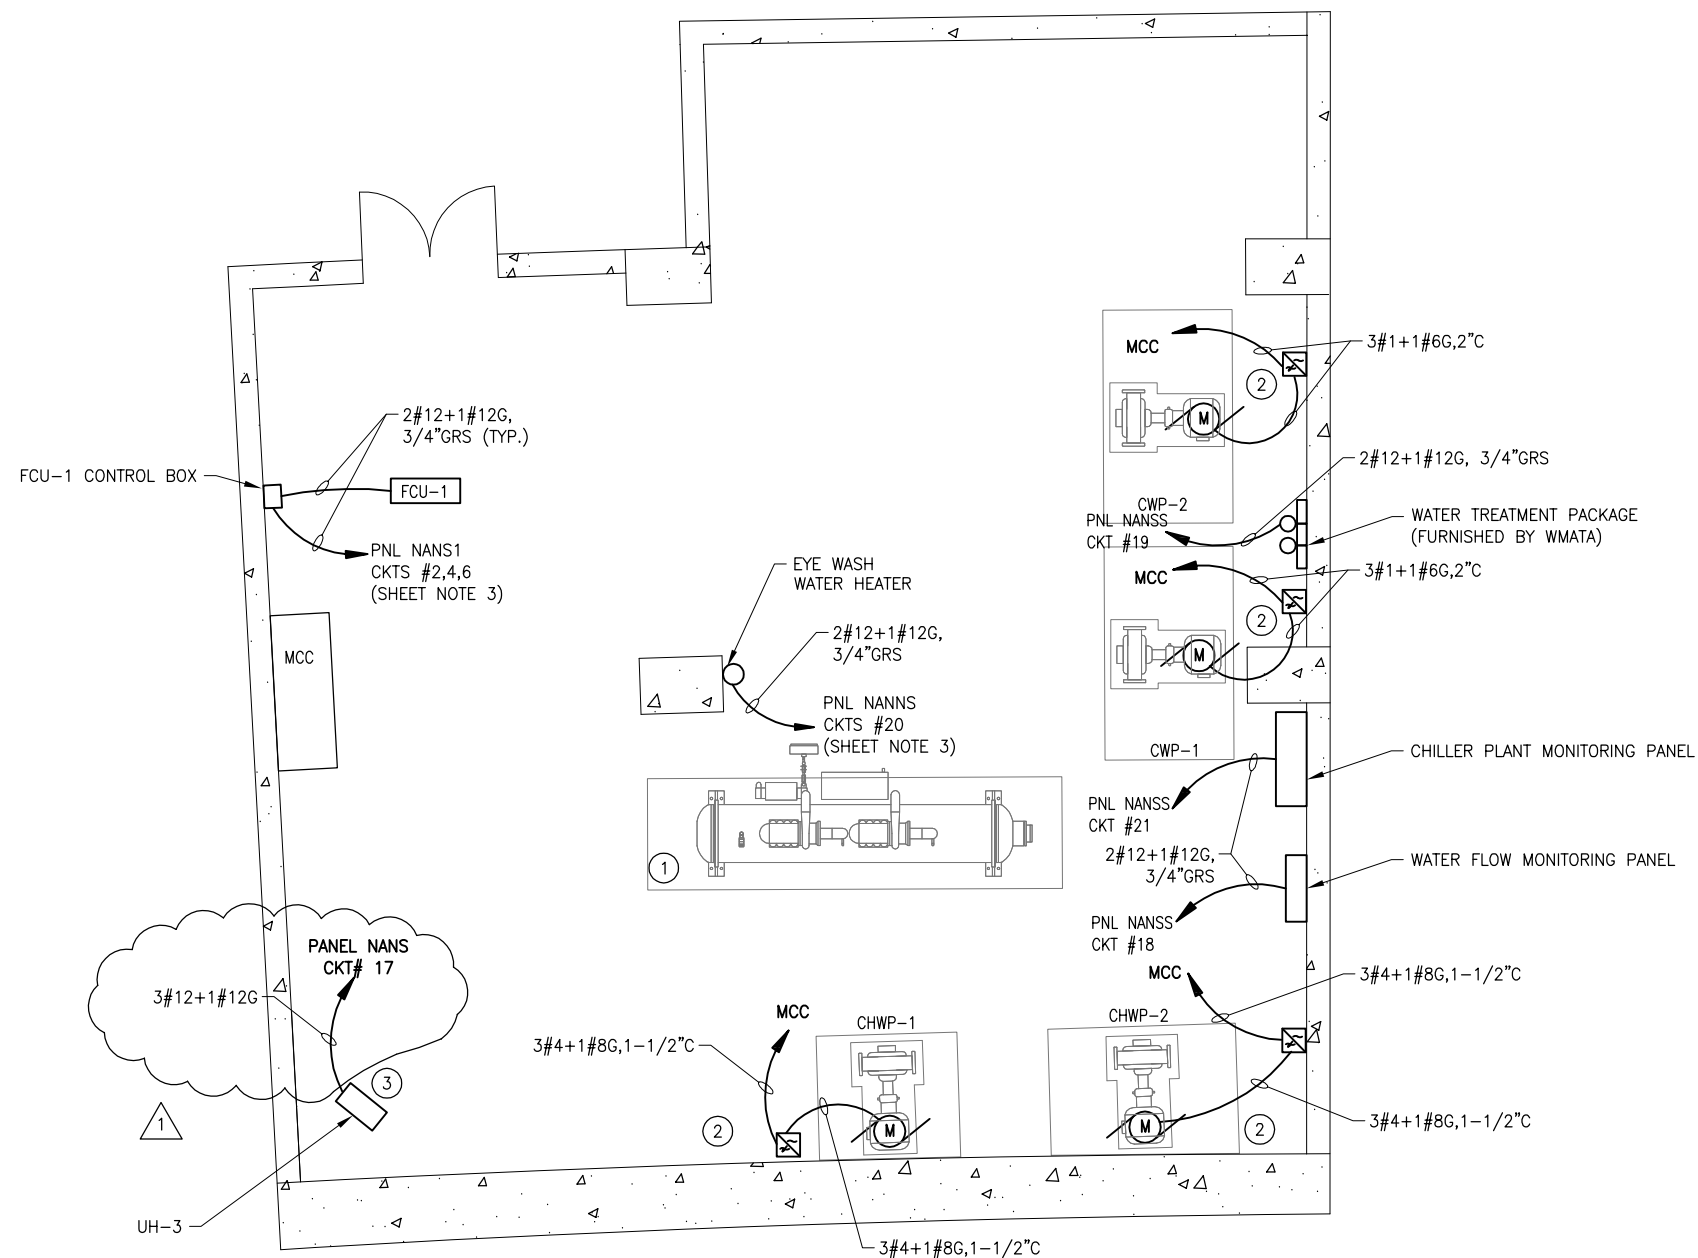 MCC
3#1+1#6G,2"C
2
M
2#12+1#12G,
3/4"GRS (TYP.)
FCU-1 CONTROL BOX
FCU-1
2#12+1#12G, 3/4"GRS
CWP-2
PNL NANSS
CKT #19
WATER TREATMENT PACKAGE
(FURNISHED BY WMATA)
PNL NANS1
CKTS #2,4,6
(SHEET NOTE 3)
EYE WASH
WATER HEATER
MCC
3#1+1#6G,2"C
2
M
2#12+1#12G,
3/4"GRS
MCC
PNL NANNS
CKTS #20
(SHEET NOTE 3)
CWP-1
CHILLER PLANT MONITORING PANEL
PNL NANSS
CKT #21
2#12+1#12G,
3/4"GRS
WATER FLOW MONITORING PANEL
1
PNL NANSS
CKT #18
PANEL NANS
CKT# 17
3#12+1#12G
MCC
3#4+1#8G,1-1/2"C
MCC
CHWP-1
CHWP-2
3#4+1#8G,1-1/2"C
3
1
2
M
M
2
3#4+1#8G,1-1/2"C
UH-3
3#4+1#8G,1-1/2"C